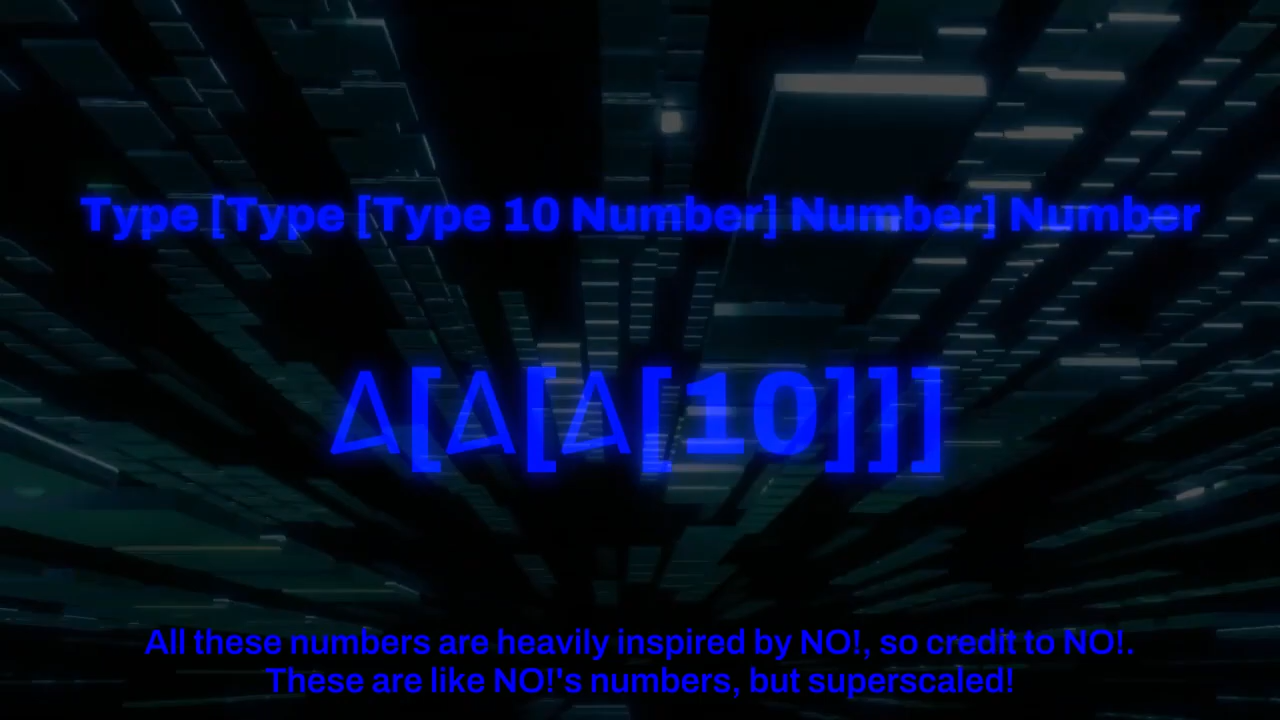 Type [Type [Type 10 Number] Number] Number
Δ[Δ[Δ[10]]]
All these numbers are heavily inspired by NO!, so credit to NO!.
These are like NO!'s numbers, but superscaled!